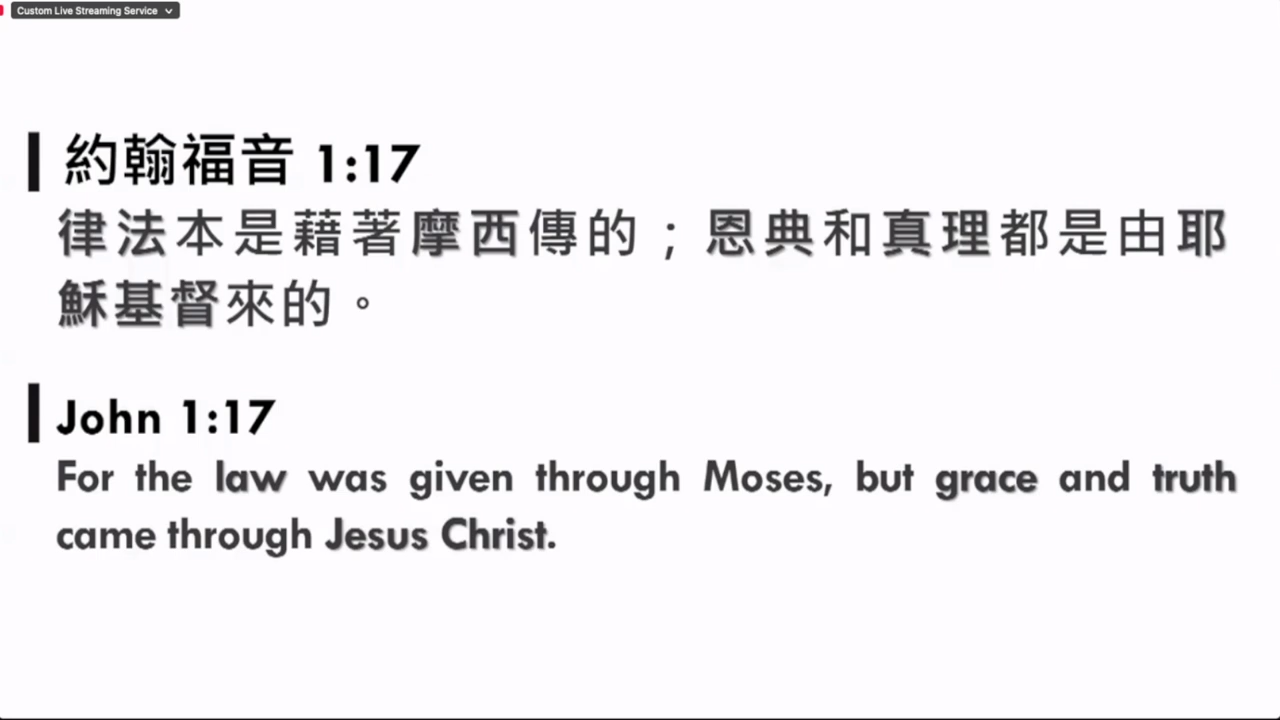 Custom Live Streaming Service
約翰福音 1:17
律法本是藉著摩西傳的；恩典和真理都是由耶
穌基督來的。
John 1:17
For the law was given through Moses, but grace and truth
came through Jesus Christ.